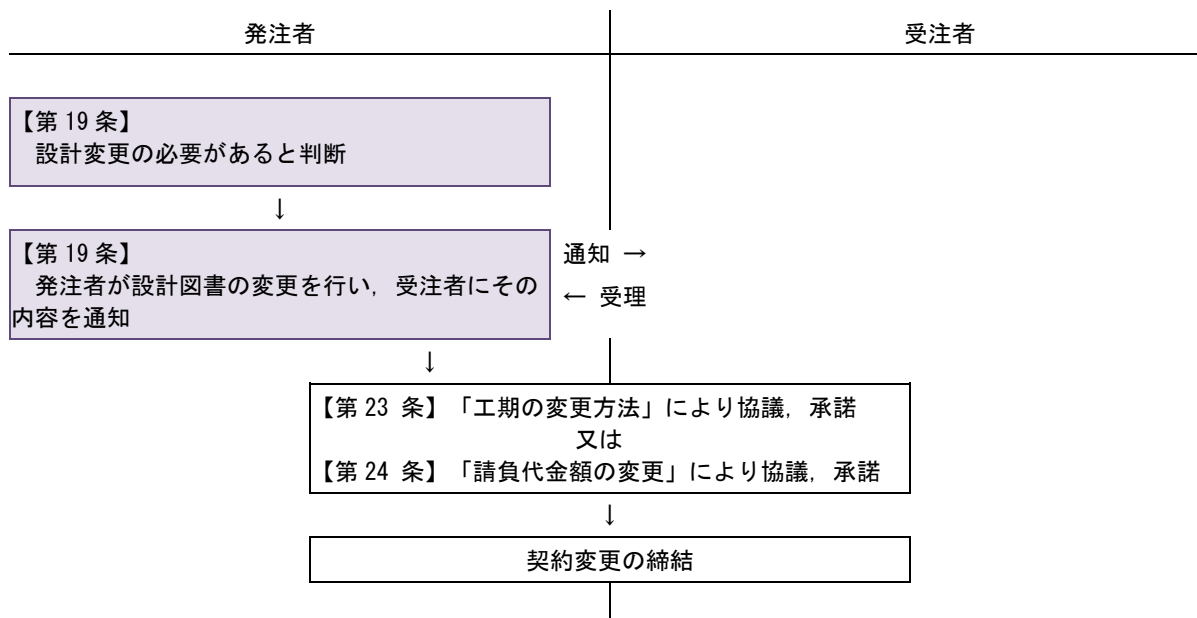 発注者
受注者
【第 19 条】
設計変更の必要があると判断
↓
【第 19 条】
発注者が設計図書の変更を行い，受注者にその
内容を通知
通知 →
← 受理
↓
【第 23 条】「工期の変更方法」により協議，承諾
又は
【第 24 条】「請負代金額の変更」により協議，承諾
↓
契約変更の締結